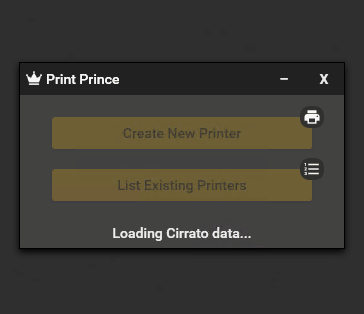 Print Prince
– X
Create New Printer
List Existing Printers
Loading Cirrato data...